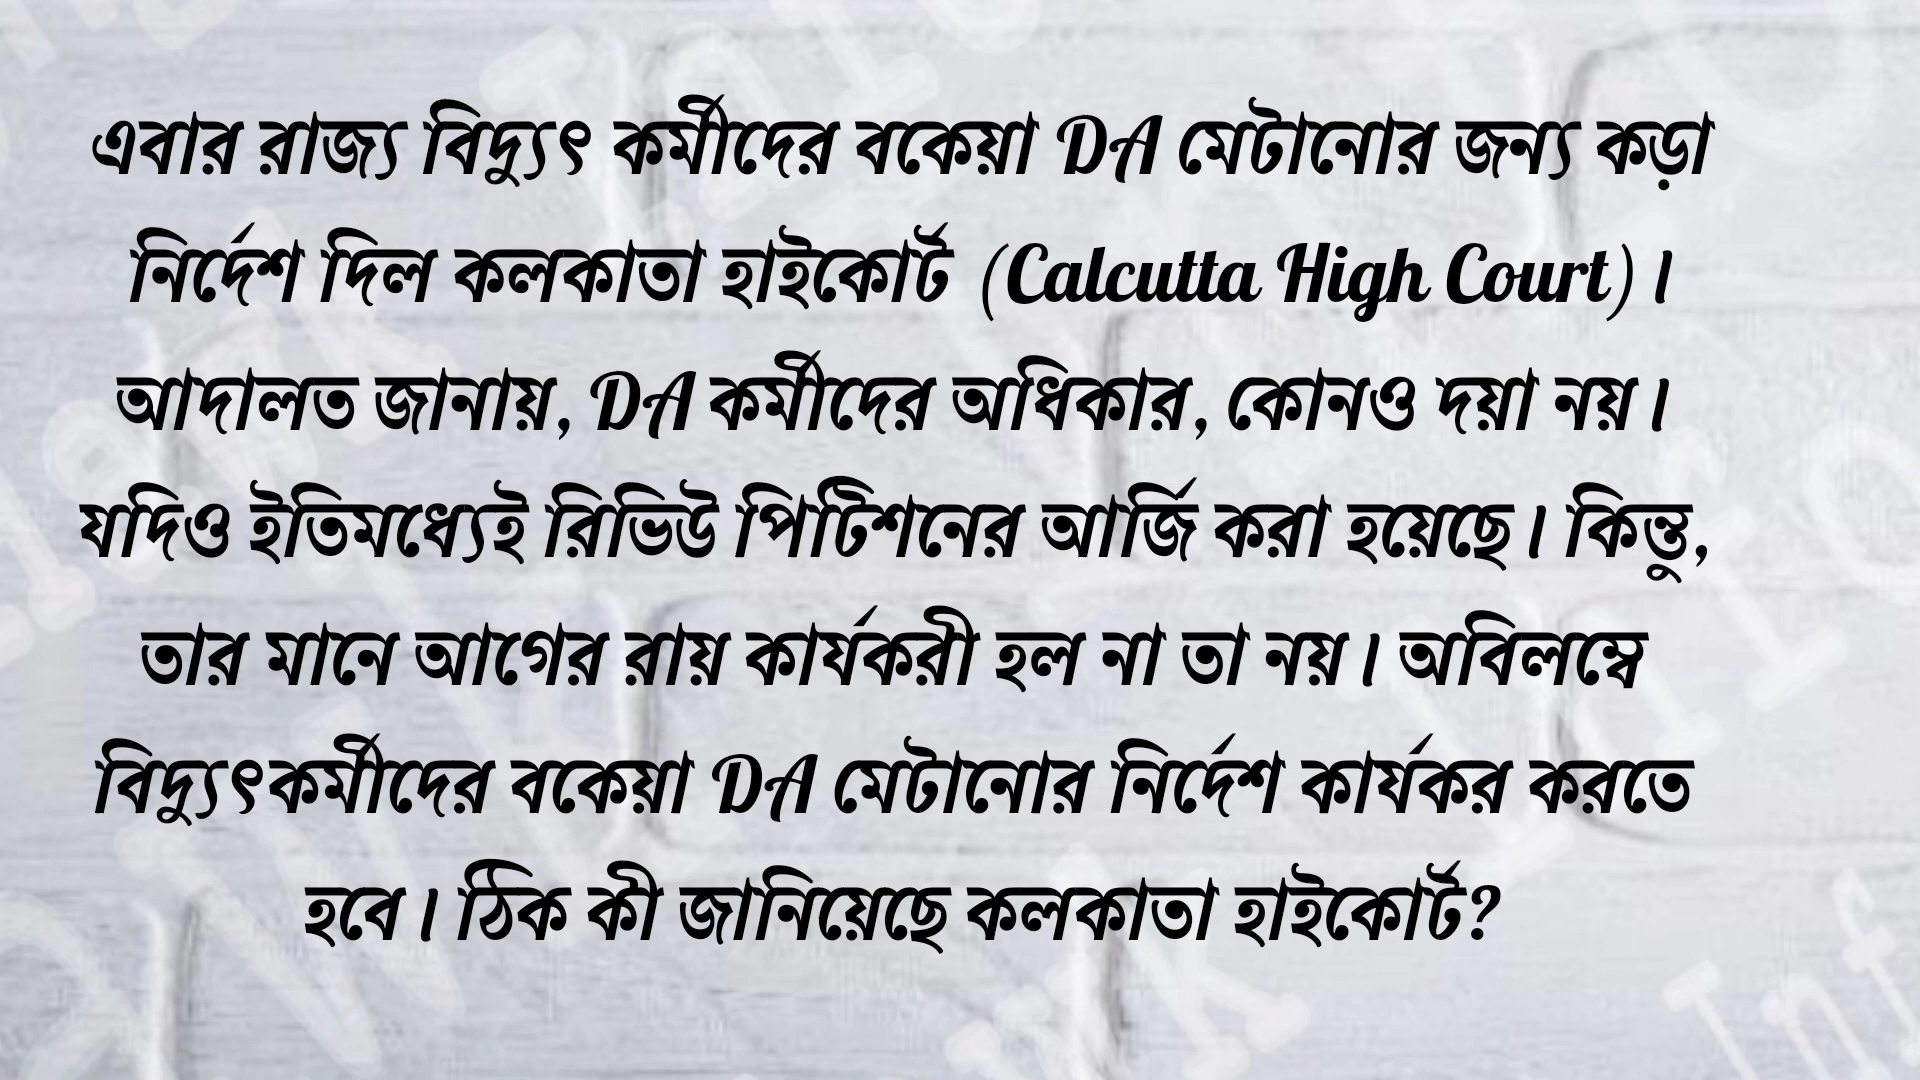 এবার রাজ্য বিদ্যুৎ কর্মীদের বকেয়া DA মেটানোর জন্য কড়া
নির্দেশ দিল কলকাতা হাইকোর্ট (Calcutta High Court)।
আদালত জানায়, DA কর্মীদের অধিকার, কোনও দয়া নয়।
যদিও ইতিমধ্যেই রিভিউ পিটিশনের আর্জি করা হয়েছে। কিন্তু,
তার মানে আগের রায় কার্যকরী হল না তা নয়। অবিলম্বে
বিদ্যুৎকর্মীদের বকেয়া DA মেটানোর নির্দেশ কার্যকর করতে
হবে। ঠিক কী জানিয়েছে কলকাতা হাইকোর্ট?